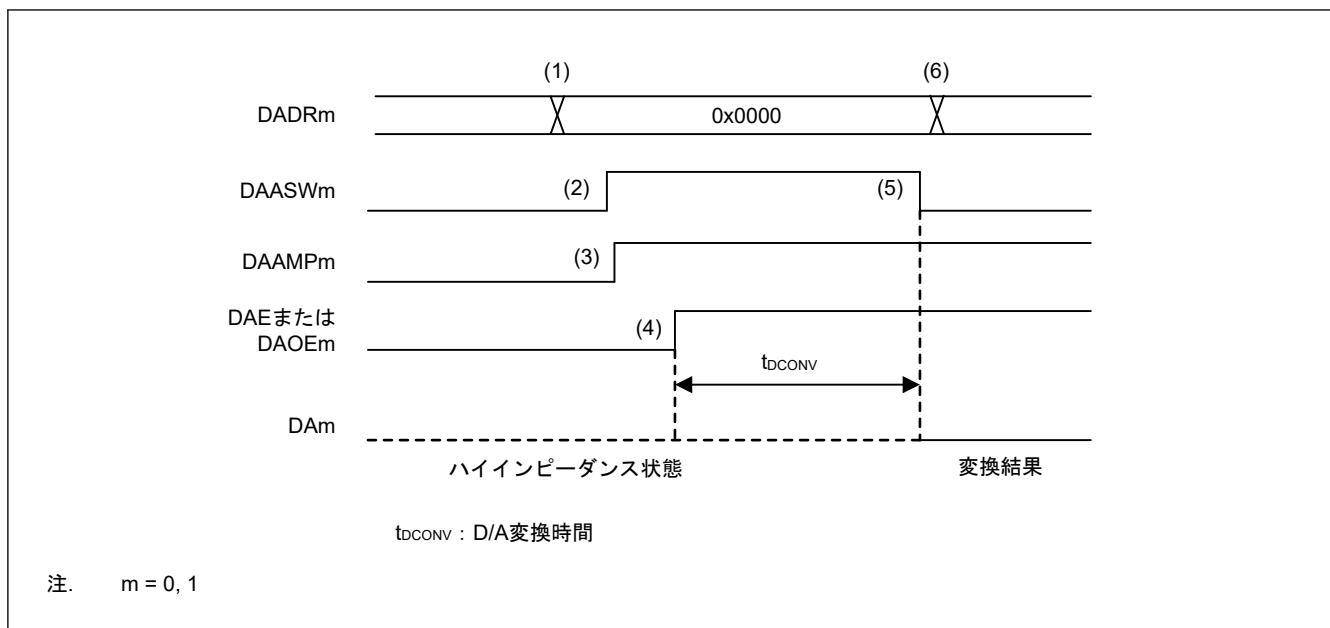 (1) (6)
DADRm 0x0000
DAASWm (2) (5)
DAAMPm (3)
DAEまたは
DAOEm (4)
tDCONV
DAm
ハイインピーダンス状態 変換結果
tDCONV：D/A変換時間
注. m = 0, 1